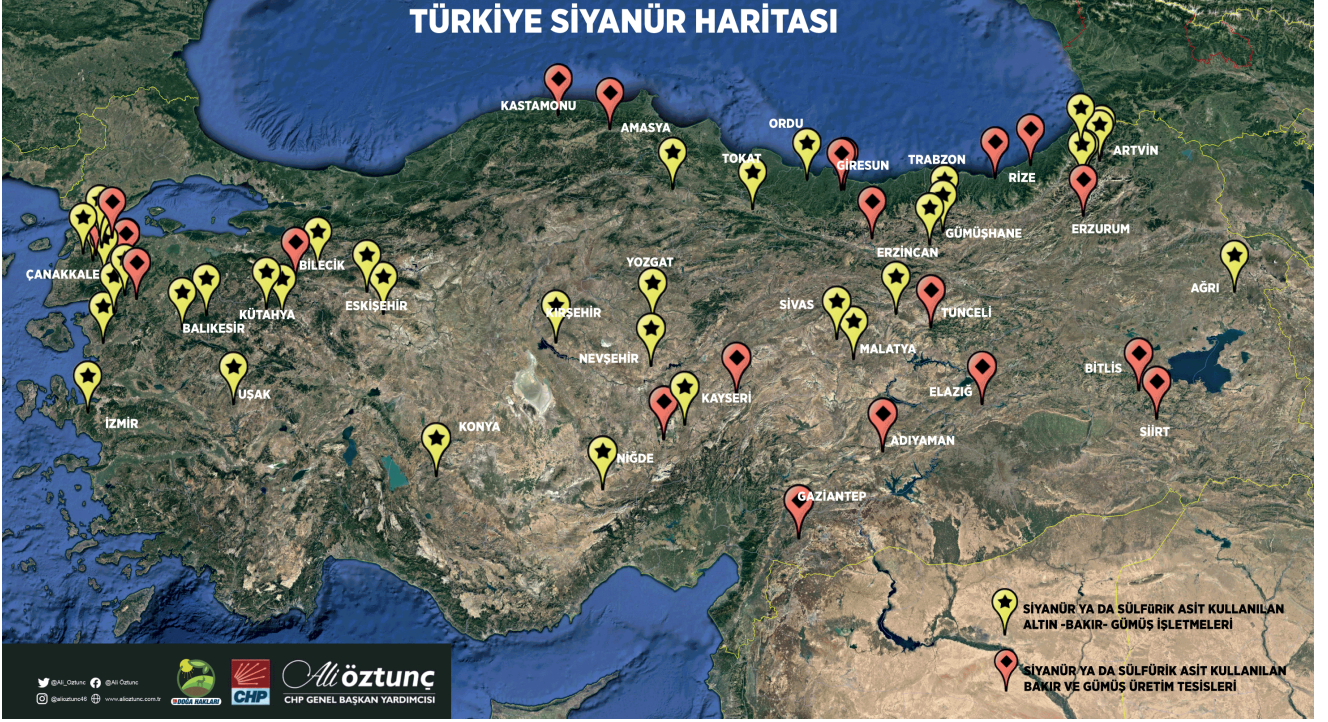 TÜRKİYE SİYANÜR HARİTASI
KASTAMONU
AMASYA
ORDU
TOKAT
GİRESUN
TRABZON
RİZE
ARTVİN
ERZİNCAN
GÜMÜŞHANE
ERZURUM
ÇANAKKALE
BİLECİK
YOZGAT
AĞRI
BALIKESİR
KÜTAHYA
ESKİŞEHİR
KIRŞEHİR
SİVAS
TUNCELİ
NEVŞEHİR
MALATYA
BİTLİS
UŞAK
KAYSERİ
ELAZIĞ
İZMİR
KONYA
SİİRT
NİĞDE
ADIYAMAN
GAZİANTEP
SİYANÜR YA DA SÜLFÜRİK ASİT KULLANILAN
ALTIN -BAKIR- GÜMÜŞ İŞLETMELERİ
SİYANÜR YA DA SÜLFÜRİK ASİT KULLANILAN
BAKIR VE GÜMÜŞ ÜRETİM TESİSLERİ
@Ali_Oztunc @Ali Öztunc
@alioztunc46 www.alioztunc.com.tr
DOĞA HAKLARI
CHP
Ali öztunç
CHP GENEL BAŞKAN YARDIMCISI